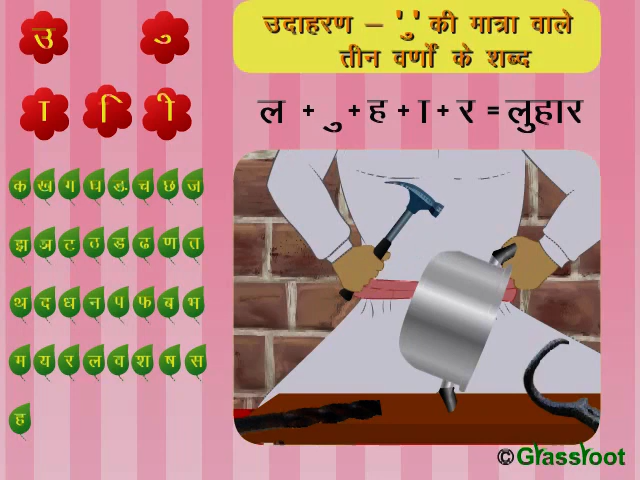 उदाहरण – 'ु' की मात्रा वाले
तीन वर्णों के शब्द
ल + ु + ह + ा + र = लुहार
उ ु
ा ि ी
क ख ग घ ङ च छ ज
झ ञ ट ठ ड ढ ण त
थ द ध न प फ ब भ
म य र ल व श ष स
ह
©Grassroot